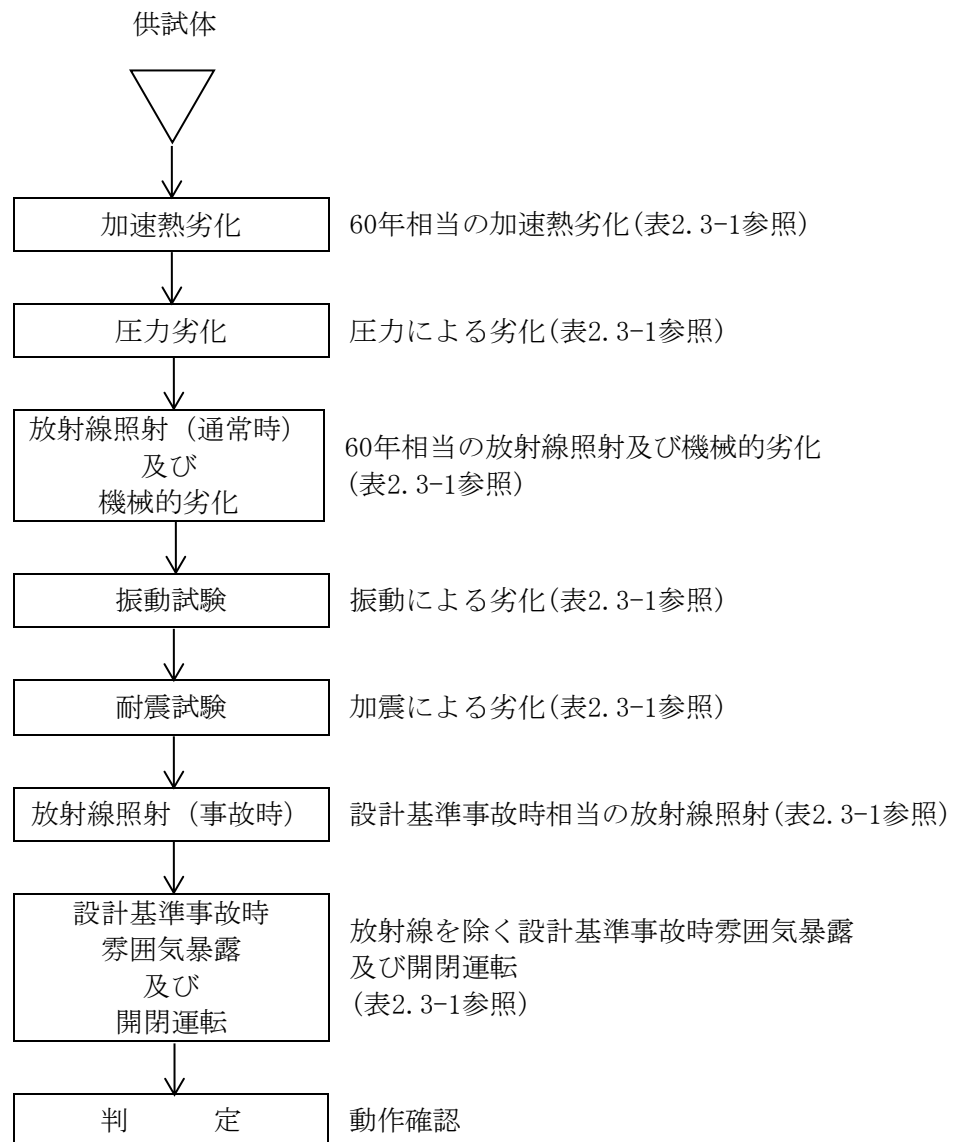 供試体
加速熱劣化
60年相当の加速熱劣化(表2.3-1参照)
圧力劣化
圧力による劣化(表2.3-1参照)
放射線照射（通常時）
及び
機械的劣化
60年相当の放射線照射及び機械的劣化
(表2.3-1参照)
振動試験
振動による劣化(表2.3-1参照)
耐震試験
加震による劣化(表2.3-1参照)
放射線照射（事故時）
設計基準事故時相当の放射線照射(表2.3-1参照)
設計基準事故時
雰囲気暴露
及び
開閉運転
放射線を除く設計基準事故時雰囲気暴露
及び開閉運転
(表2.3-1参照)
判　　　定
動作確認